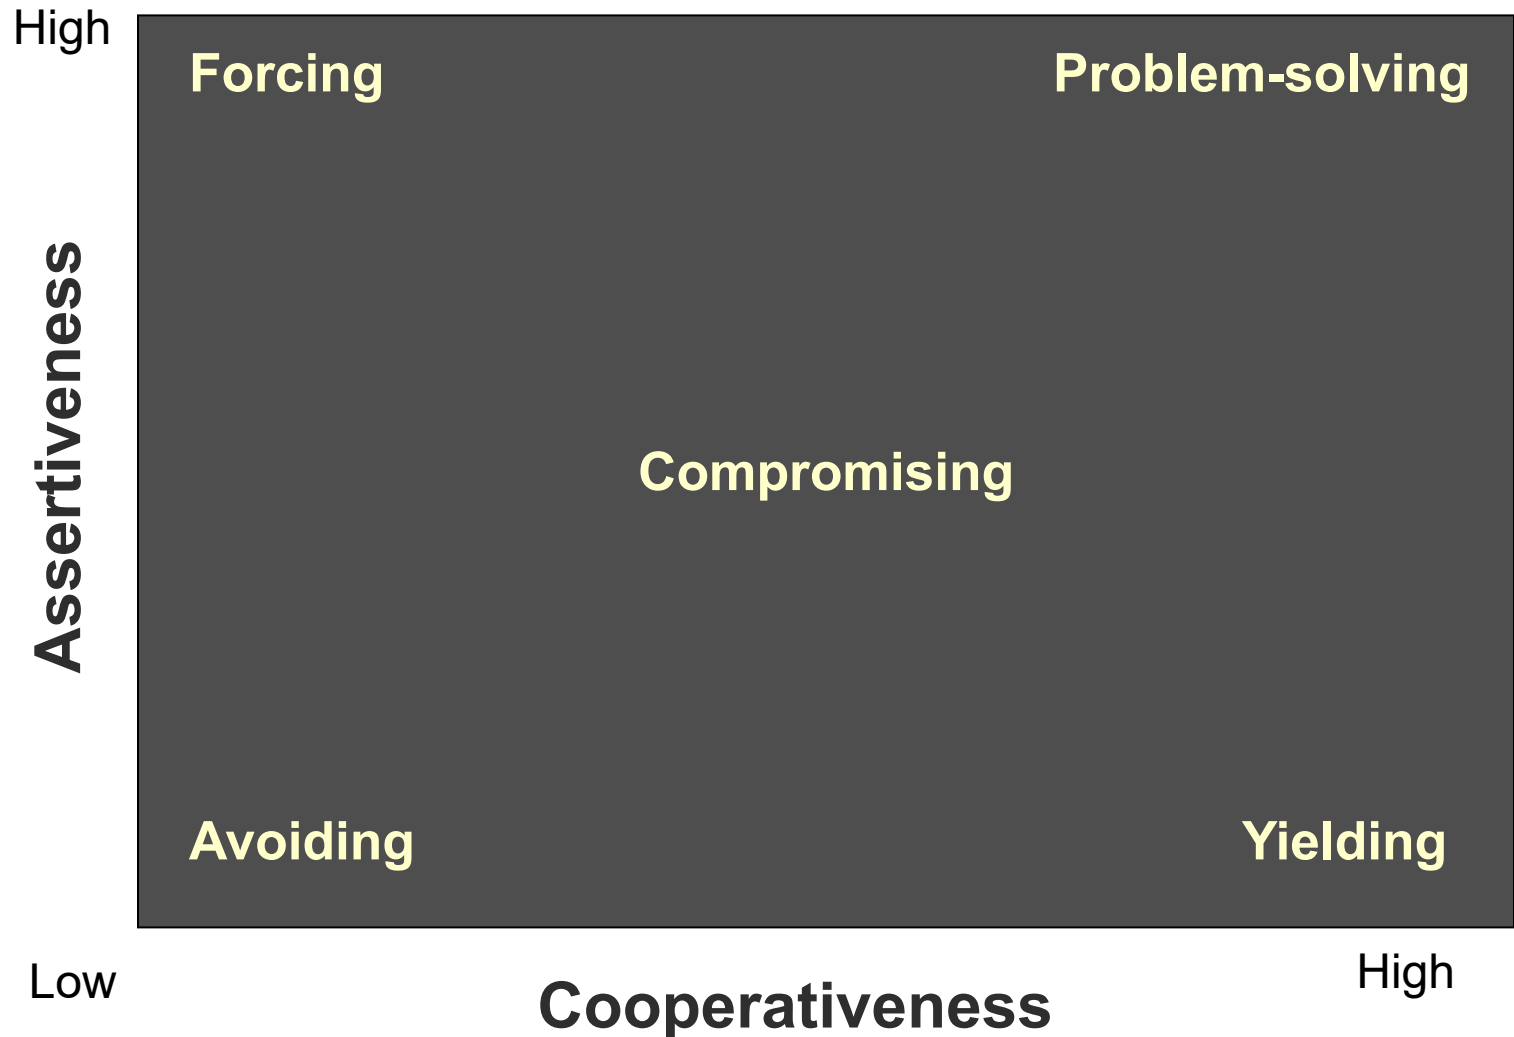 High
Forcing
Problem-solving
Assertiveness
Compromising
Avoiding
Yielding
Low
High
Cooperativeness